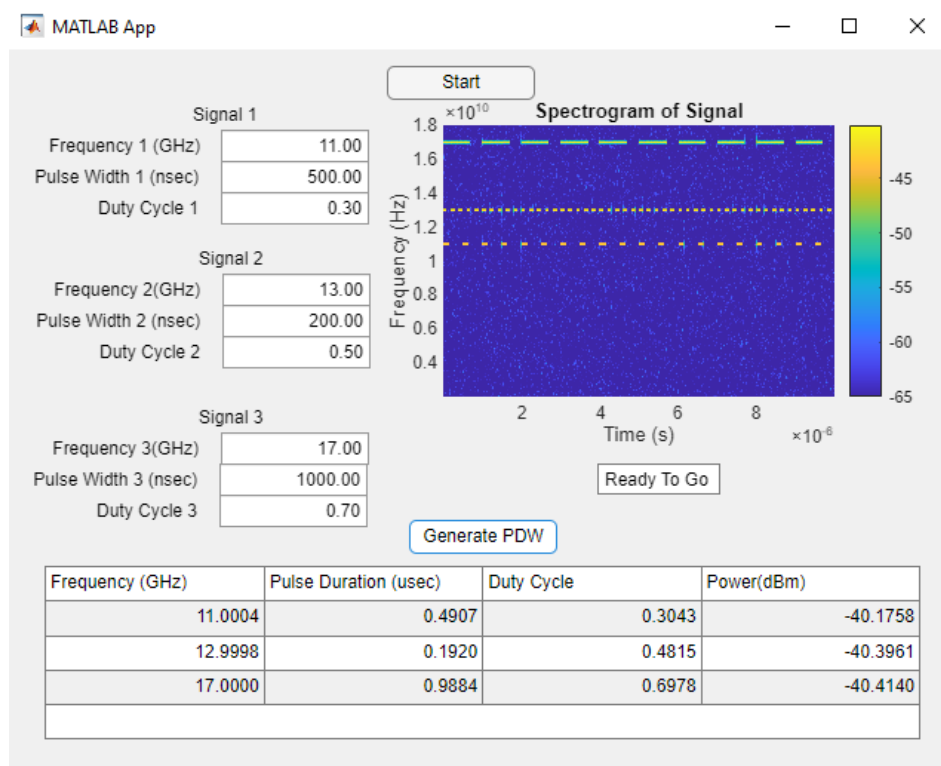 MATLAB App
Start
Signal 1
Frequency 1 (GHz) 11.00
Pulse Width 1 (nsec) 500.00
Duty Cycle 1 0.30
Signal 2
Frequency 2(GHz) 13.00
Pulse Width 2 (nsec) 200.00
Duty Cycle 2 0.50
Signal 3
Frequency 3(GHz) 17.00
Pulse Width 3 (nsec) 1000.00
Duty Cycle 3 0.70
×10¹⁰ Spectrogram of Signal
Frequency (Hz)
1.8
1.6
1.4
1.2
1
0.8
0.6
0.4
2 4 6 8
Time (s) ×10⁻⁶
-45
-50
-55
-60
-65
Ready To Go
Generate PDW
Frequency (GHz) Pulse Duration (usec) Duty Cycle Power(dBm)
11.0004 0.4907 0.3043 -40.1758
12.9998 0.1920 0.4815 -40.3961
17.0000 0.9884 0.6978 -40.4140